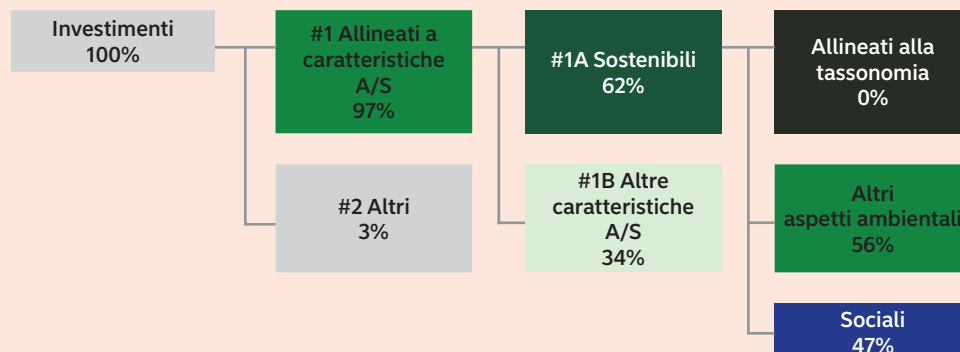 Investimenti
100%
#1 Allineati a
caratteristiche
A/S
97%
#1A Sostenibili
62%
Allineati alla
tassonomia
0%
#2 Altri
3%
#1B Altre
caratteristiche
A/S
34%
Altri
aspetti ambientali
56%
Sociali
47%